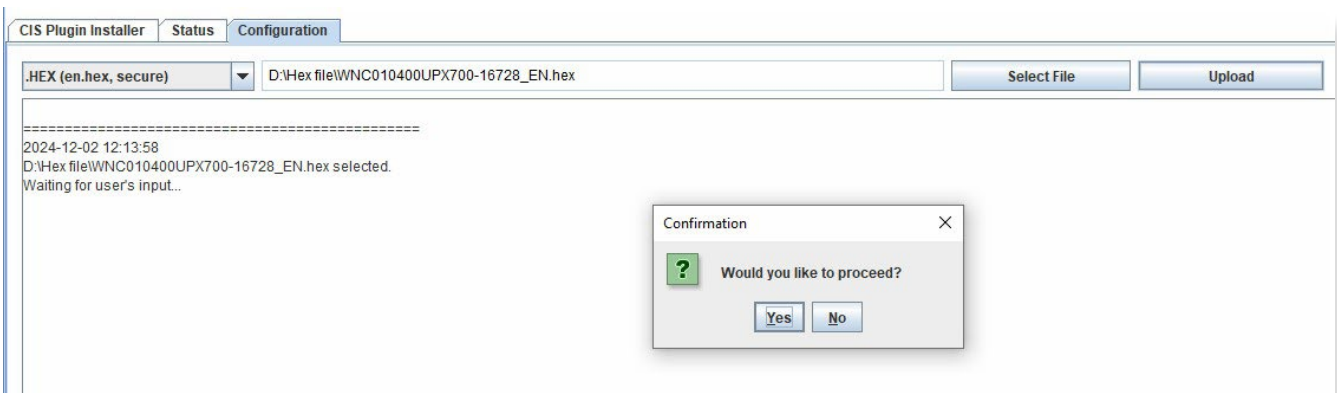 CIS Plugin Installer Status Configuration
.HEX (en.hex, secure) D:\Hex file\WNC010400UPX700-16728_EN.hex Select File Upload
================================================
2024-12-02 12:13:58
D:\Hex file\WNC010400UPX700-16728_EN.hex selected.
Waiting for user's input...
Confirmation
? Would you like to proceed?
Yes No